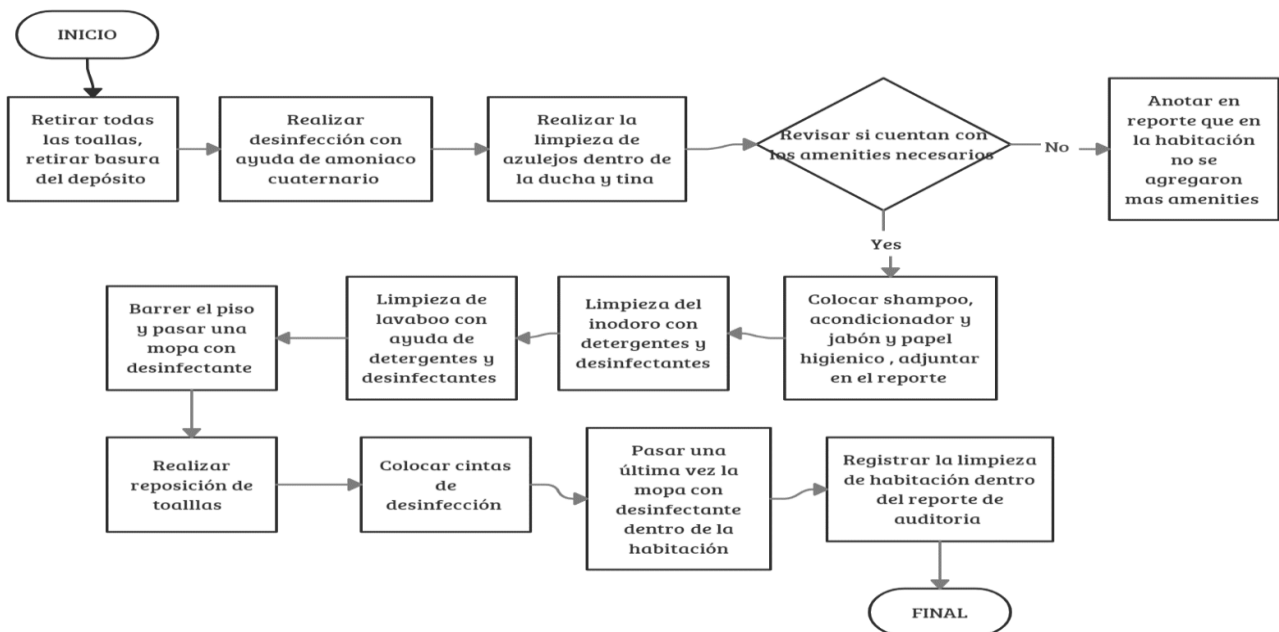 INICIO
Retirar todas
las toallas,
retirar basura
del depósito
Realizar
desinfección con
ayuda de amoniaco
cuaternario
Realizar la
limpieza de
azulejos dentro de
la ducha y tina
Revisar si cuentan con
los amenities necesarios
No
Anotar en
reporte que en
la habitación
no se
agregaron
mas amenities
Yes
Colocar shampoo,
acondicionador y
jabón y papel
higienico , adjuntar
en el reporte
Limpieza del
inodoro con
detergentes y
desinfectantes
Limpieza de
lavaboo con
ayuda de
detergentes y
desinfectantes
Barrer el piso
y pasar una
mopa con
desinfectante
Realizar
reposición de
toalllas
Colocar cintas
de
desinfección
Pasar una
última vez la
mopa con
desinfectante
dentro de la
habitación
Registrar la limpieza
de habitación dentro
del reporte de
auditoria
FINAL